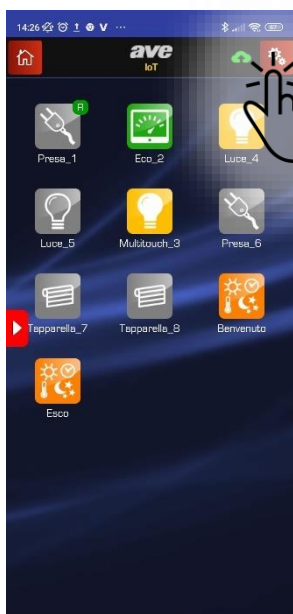 14:26
ave
IoT
A
Presa_1
Eco_2
Luce_4
Luce_5
Multitouch_3
Presa_6
Tapparella_7
Tapparella_8
Benvenuto
Esco